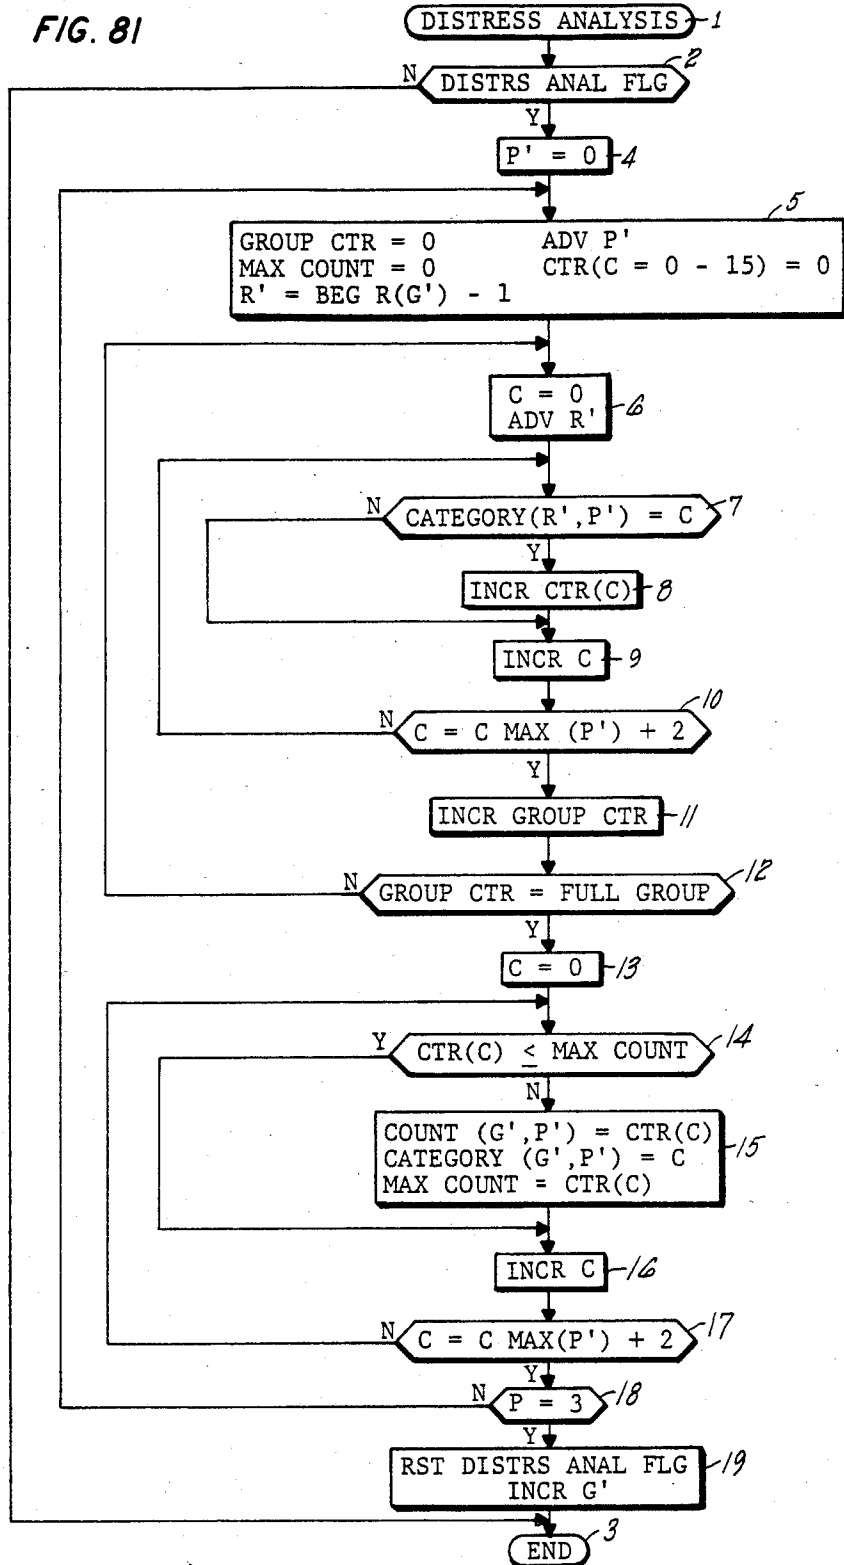 FIG. 81
DISTRESS ANALYSIS 1
2
N DISTRS ANAL FLG
Y
P' = 0 4
5
GROUP CTR = 0 ADV P'
MAX COUNT = 0 CTR(C = 0 - 15) = 0
R' = BEG R(G') - 1
C = 0
ADV R' 6
N CATEGORY(R',P') = C 7
Y
INCR CTR(C) 8
INCR C 9
10
N C = C MAX (P') + 2
Y
INCR GROUP CTR 11
N GROUP CTR = FULL GROUP 12
Y
C = 0 13
Y CTR(C) ≤ MAX COUNT 14
N
COUNT (G',P') = CTR(C)
CATEGORY (G',P') = C 15
MAX COUNT = CTR(C)
INCR C 16
N C = C MAX(P') + 2 17
Y
N P = 3 18
Y
RST DISTRS ANAL FLG 19
INCR G'
3
END